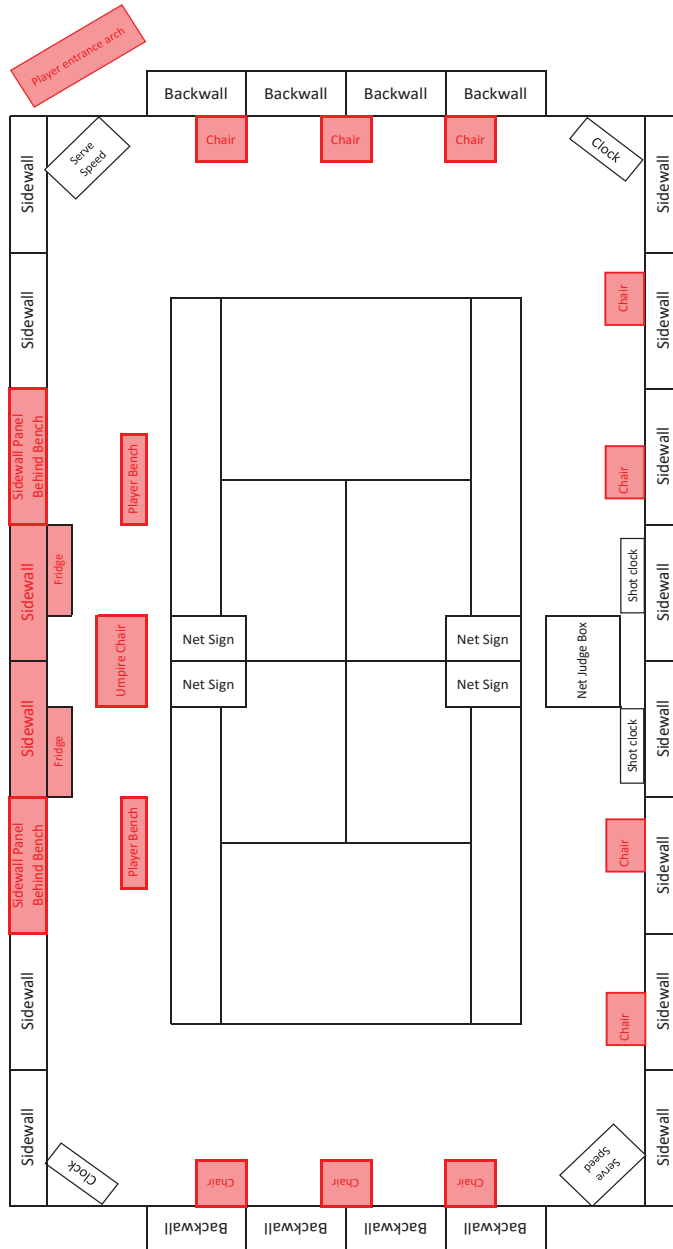 Player entrance arch
Backwall
Backwall
Backwall
Backwall
Chair
Chair
Chair
Serve
Speed
Clock
Sidewall
Sidewall
Sidewall
Chair
Sidewall
Sidewall Panel
Behind Bench
Player Bench
Chair
Sidewall
Sidewall
Fridge
Shot clock
Sidewall
Umpire Chair
Net Sign
Net Sign
Net Judge Box
Net Sign
Net Sign
Sidewall
Fridge
Shot clock
Sidewall
Sidewall Panel
Behind Bench
Player Bench
Chair
Sidewall
Sidewall
Chair
Sidewall
Sidewall
Clock
Serve
Speed
Sidewall
Chair
Chair
Chair
Backwall
Backwall
Backwall
Backwall